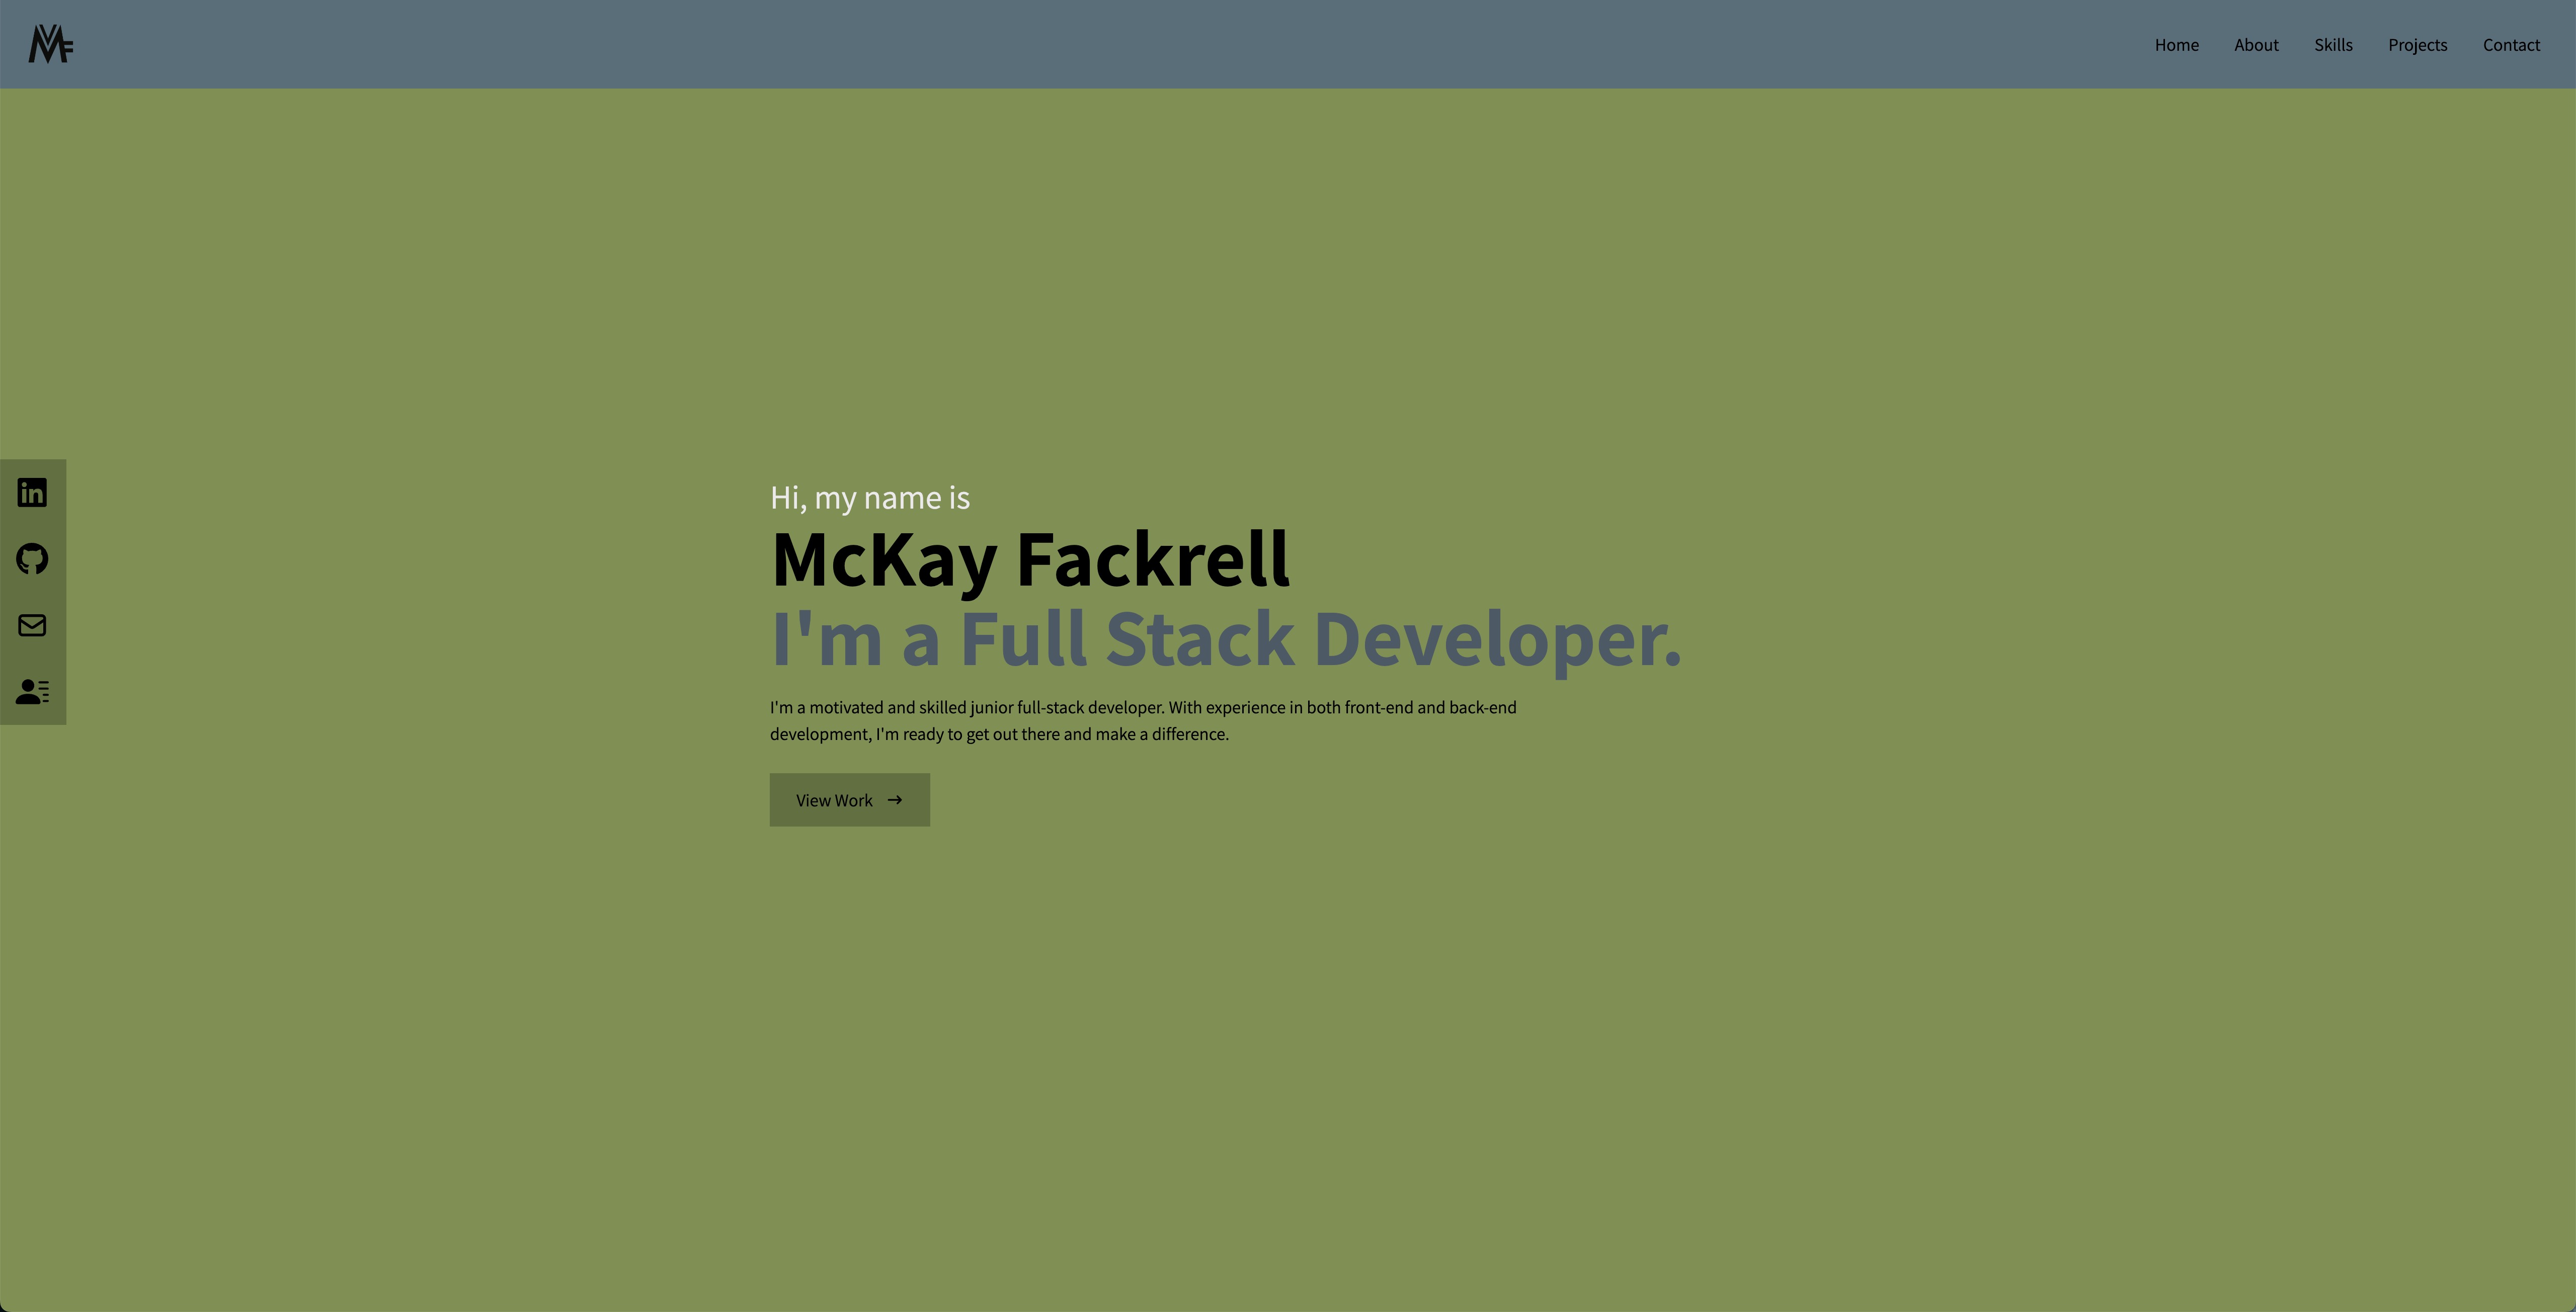 Home About Skills Projects Contact
Hi, my name is
McKay Fackrell
I'm a Full Stack Developer.
I'm a motivated and skilled junior full-stack developer. With experience in both front-end and back-end
development, I'm ready to get out there and make a difference.
View Work →
in